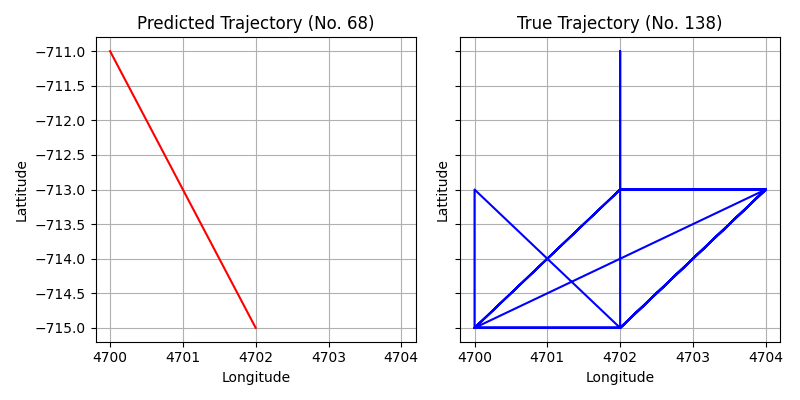 Predicted Trajectory (No. 68)
True Trajectory (No. 138)
Lattitude
−711.0
−711.5
−712.0
−712.5
−713.0
−713.5
−714.0
−714.5
−715.0
4700 4701 4702 4703 4704
Longitude
Lattitude
4700 4701 4702 4703 4704
Longitude